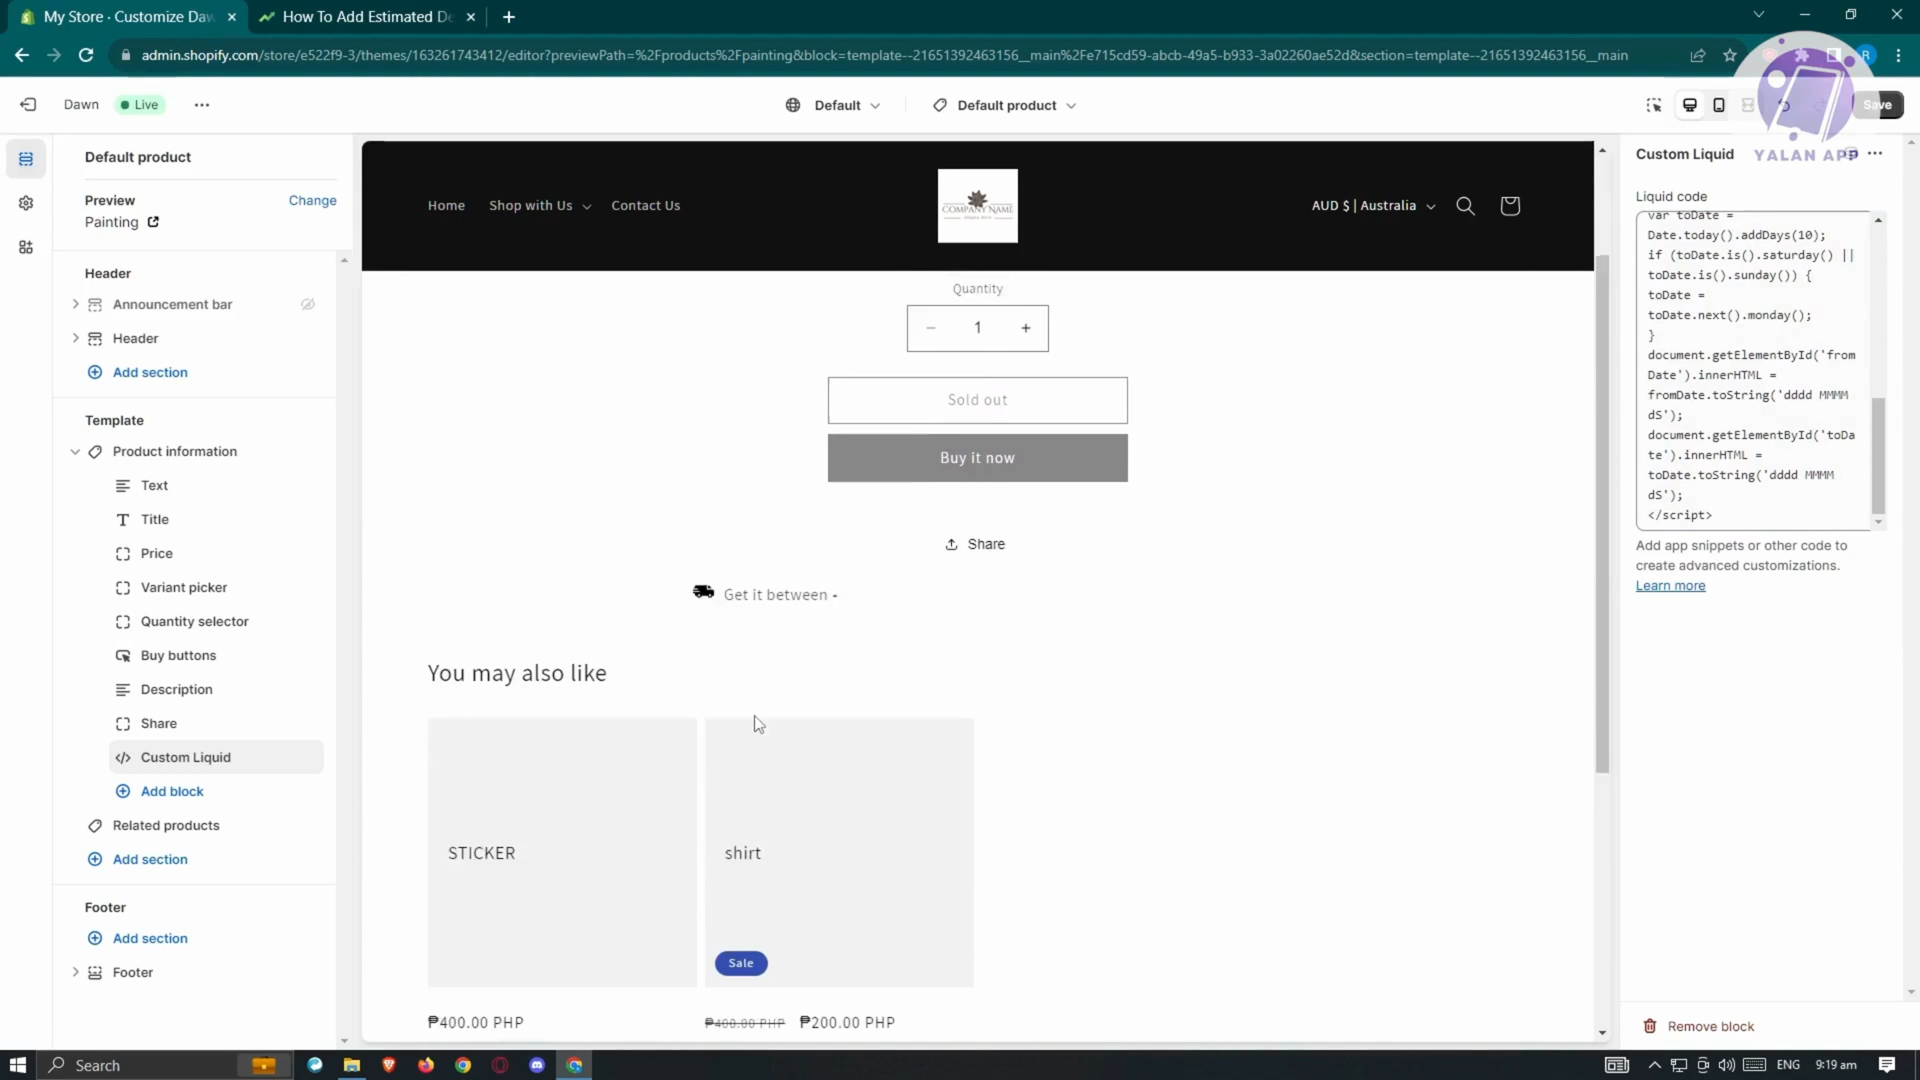 My Store · Customize Daw
How To Add Estimated De
admin.shopify.com/store/e522f9-3/themes/163261743412/editor?previewPath=%2Fproducts%2Fpainting&block=template--21651392463156__main%2Fe715cd59-abcb-49a5-b933-3a02260ae52d&section=template--21651392463156__main
R
Dawn
Live
Default
Default product
Save
YALAN APP
Default product
Preview
Change
Painting
Header
Announcement bar
Header
Add section
Template
Product information
Text
Title
Price
Variant picker
Quantity selector
Buy buttons
Description
Share
Custom Liquid
Add block
Related products
Add section
Footer
Add section
Footer
Home
Shop with Us
Contact Us
COMPANY NAME
AUD $ | Australia
Quantity
1
Sold out
Buy it now
Share
Get it between -
You may also like
STICKER
shirt
Sale
₱400.00 PHP
₱400.00 PHP ₱200.00 PHP
Custom Liquid
Liquid code
var toDate =
Date.today().addDays(10);
if (toDate.is().saturday() ||
toDate.is().sunday()) {
toDate =
toDate.next().monday();
}
document.getElementById('from
Date').innerHTML =
fromDate.toString('dddd MMMM
dS');
document.getElementById('toDa
te').innerHTML =
toDate.toString('dddd MMMM
dS');
</script>
Add app snippets or other code to
create advanced customizations.
Learn more
Remove block
Search
ENG
9:19 am